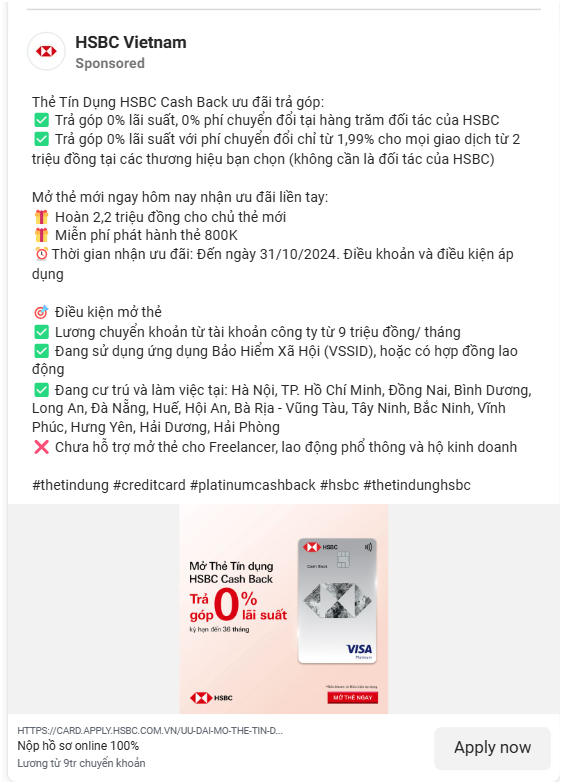 HSBC Vietnam
Sponsored
Thẻ Tín Dụng HSBC Cash Back ưu đãi trả góp:
✅ Trả góp 0% lãi suất, 0% phí chuyển đổi tại hàng trăm đối tác của HSBC
✅ Trả góp 0% lãi suất với phí chuyển đổi chỉ từ 1,99% cho mọi giao dịch từ 2
triệu đồng tại các thương hiệu bạn chọn (không cần là đối tác của HSBC)
Mở thẻ mới ngay hôm nay nhận ưu đãi liền tay:
🎁 Hoàn 2,2 triệu đồng cho chủ thẻ mới
🎁 Miễn phí phát hành thẻ 800K
⏰ Thời gian nhận ưu đãi: Đến ngày 31/10/2024. Điều khoản và điều kiện áp
dụng
🎯 Điều kiện mở thẻ
✅ Lương chuyển khoản từ tài khoản công ty từ 9 triệu đồng/ tháng
✅ Đang sử dụng ứng dụng Bảo Hiểm Xã Hội (VSSID), hoặc có hợp đồng lao
động
✅ Đang cư trú và làm việc tại: Hà Nội, TP. Hồ Chí Minh, Đồng Nai, Bình Dương,
Long An, Đà Nẵng, Huế, Hội An, Bà Rịa - Vũng Tàu, Tây Ninh, Bắc Ninh, Vĩnh
Phúc, Hưng Yên, Hải Dương, Hải Phòng
❌ Chưa hỗ trợ mở thẻ cho Freelancer, lao động phổ thông và hộ kinh doanh
#thetindung #creditcard #platinumcashback #hsbc #thetindunghsbc
Mở Thẻ Tín dụng
HSBC Cash Back
Trả góp 0% lãi suất
kỳ hạn đến 36 tháng
HSBC
Cash Back
VISA
Platinum
HSBC
MỞ THẺ NGAY
HTTPS://CARD.APPLY.HSBC.COM.VN/UU-DAI-MO-THE-TIN-D...
Nộp hồ sơ online 100%
Lương từ 9tr chuyển khoản
Apply now